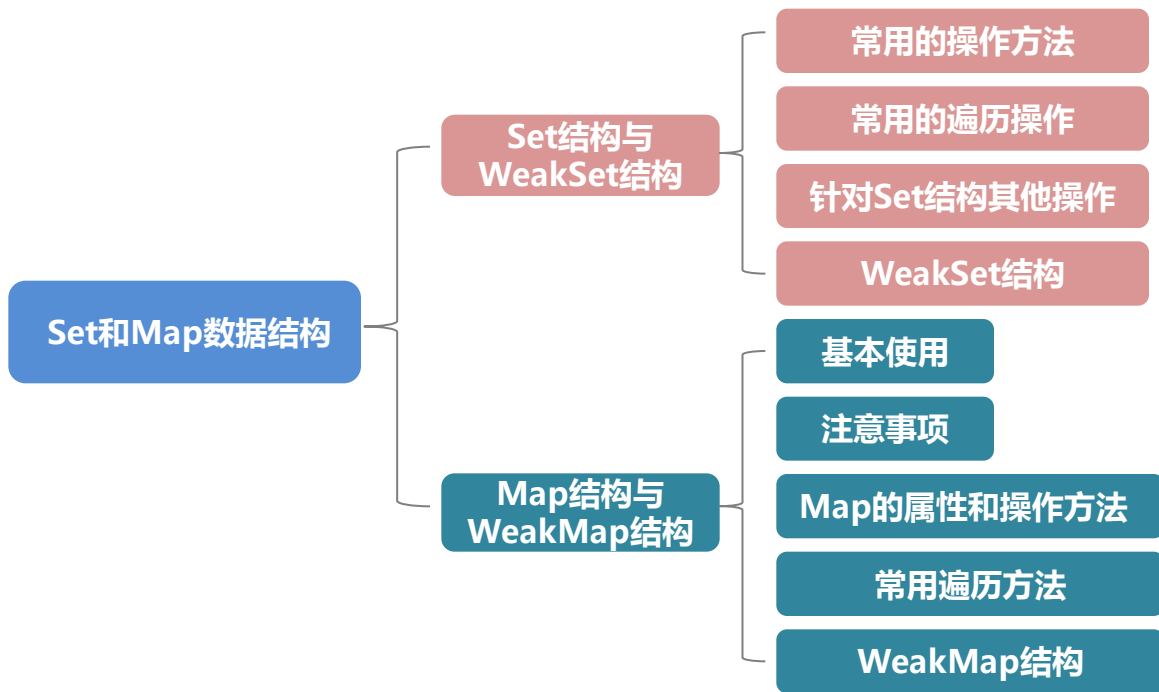 Set和Map数据结构
Set结构与
WeakSet结构
常用的操作方法
常用的遍历操作
针对Set结构其他操作
WeakSet结构
Map结构与
WeakMap结构
基本使用
注意事项
Map的属性和操作方法
常用遍历方法
WeakMap结构